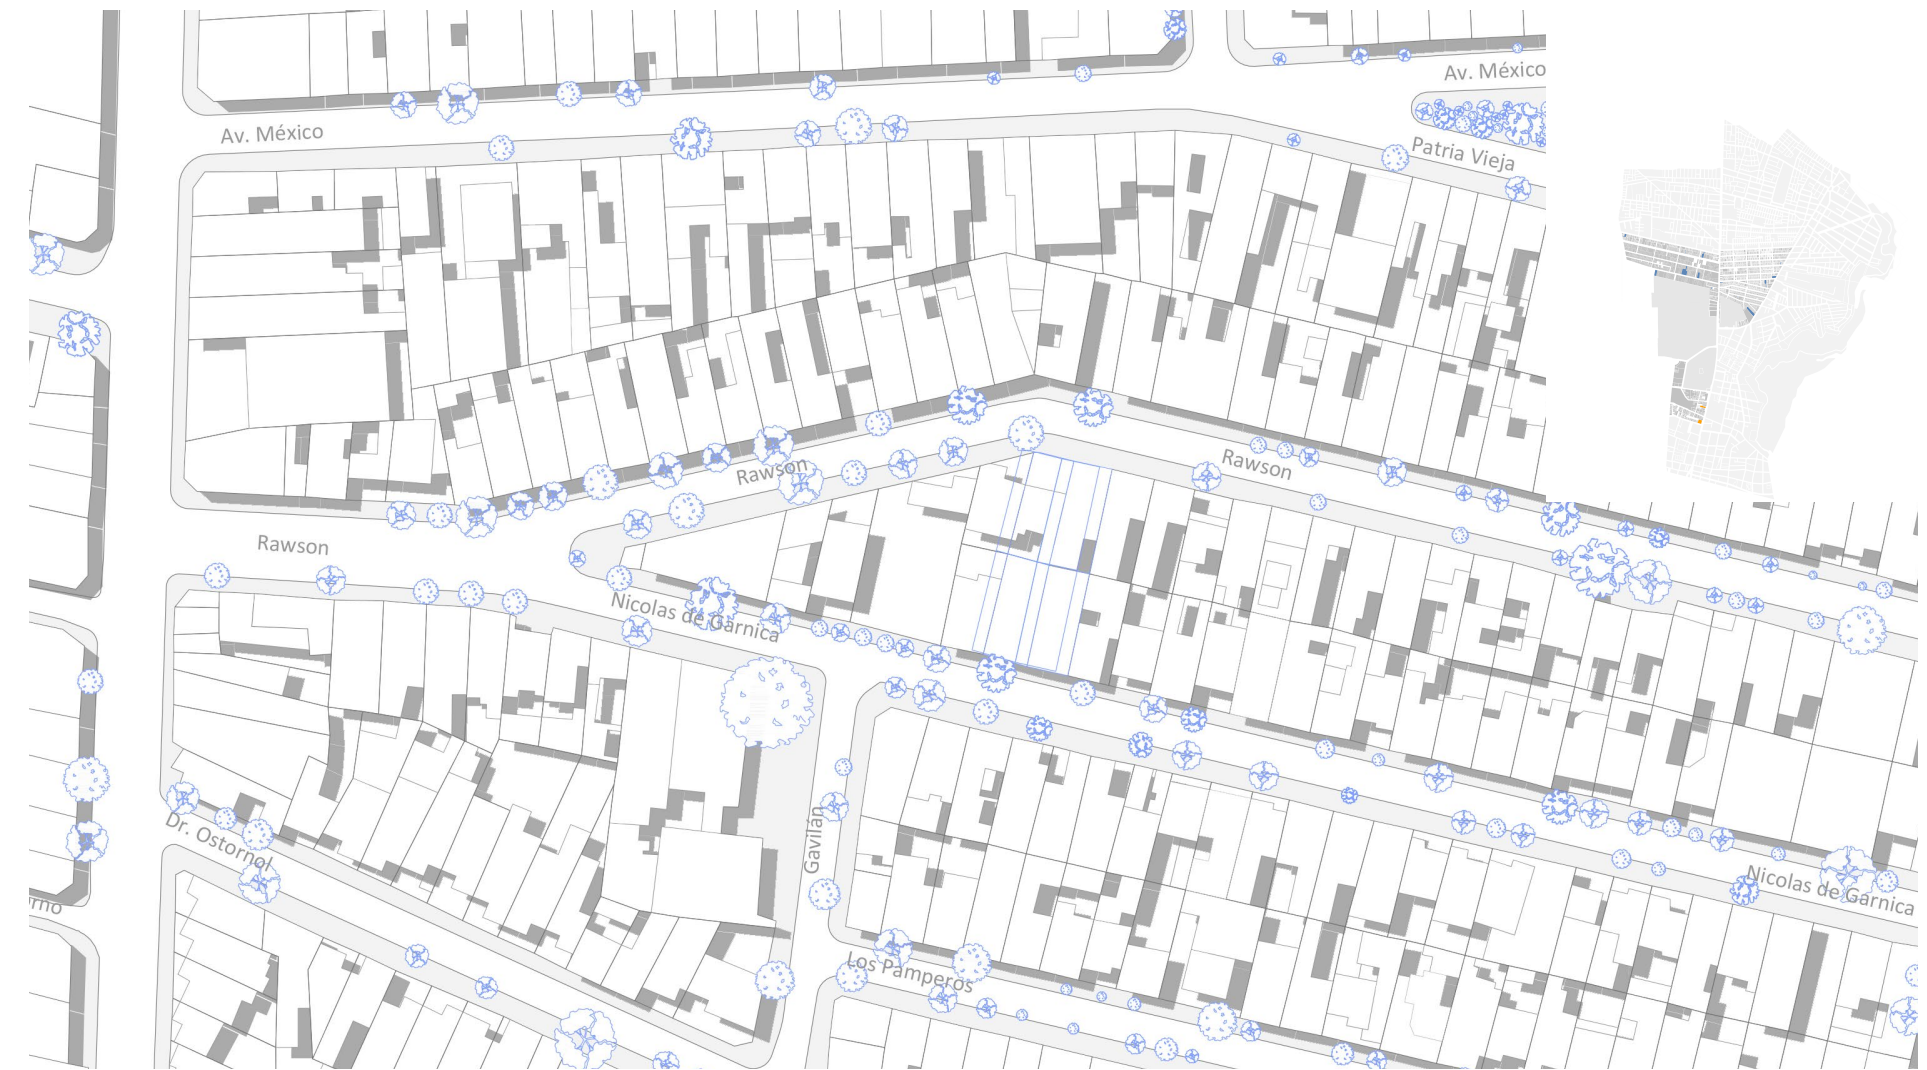 Av. México
Av. México
Patria Vieja
Rawson
Rawson
Rawson
Nicolas de Garnica
Dr. Ostornol
Gavilán
Nicolas de Garnica
rno
Los Pamperos